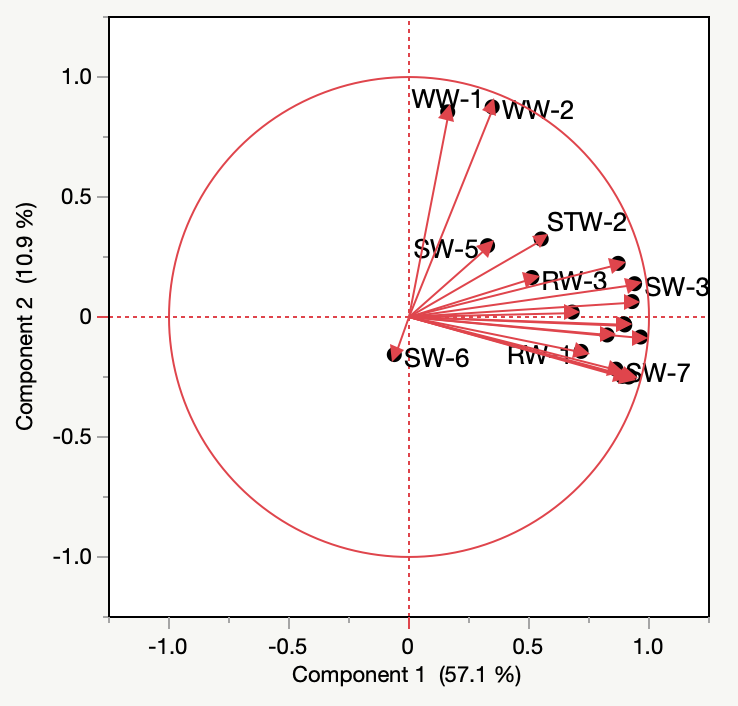 1.0
WW-1
WW-2
0.5
STW-2
SW-5
RW-3
SW-3
0
RW-1
SW-6
SW-7
-0.5
-1.0
Component 2 (10.9 %)
-1.0
-0.5
0
0.5
1.0
Component 1 (57.1 %)